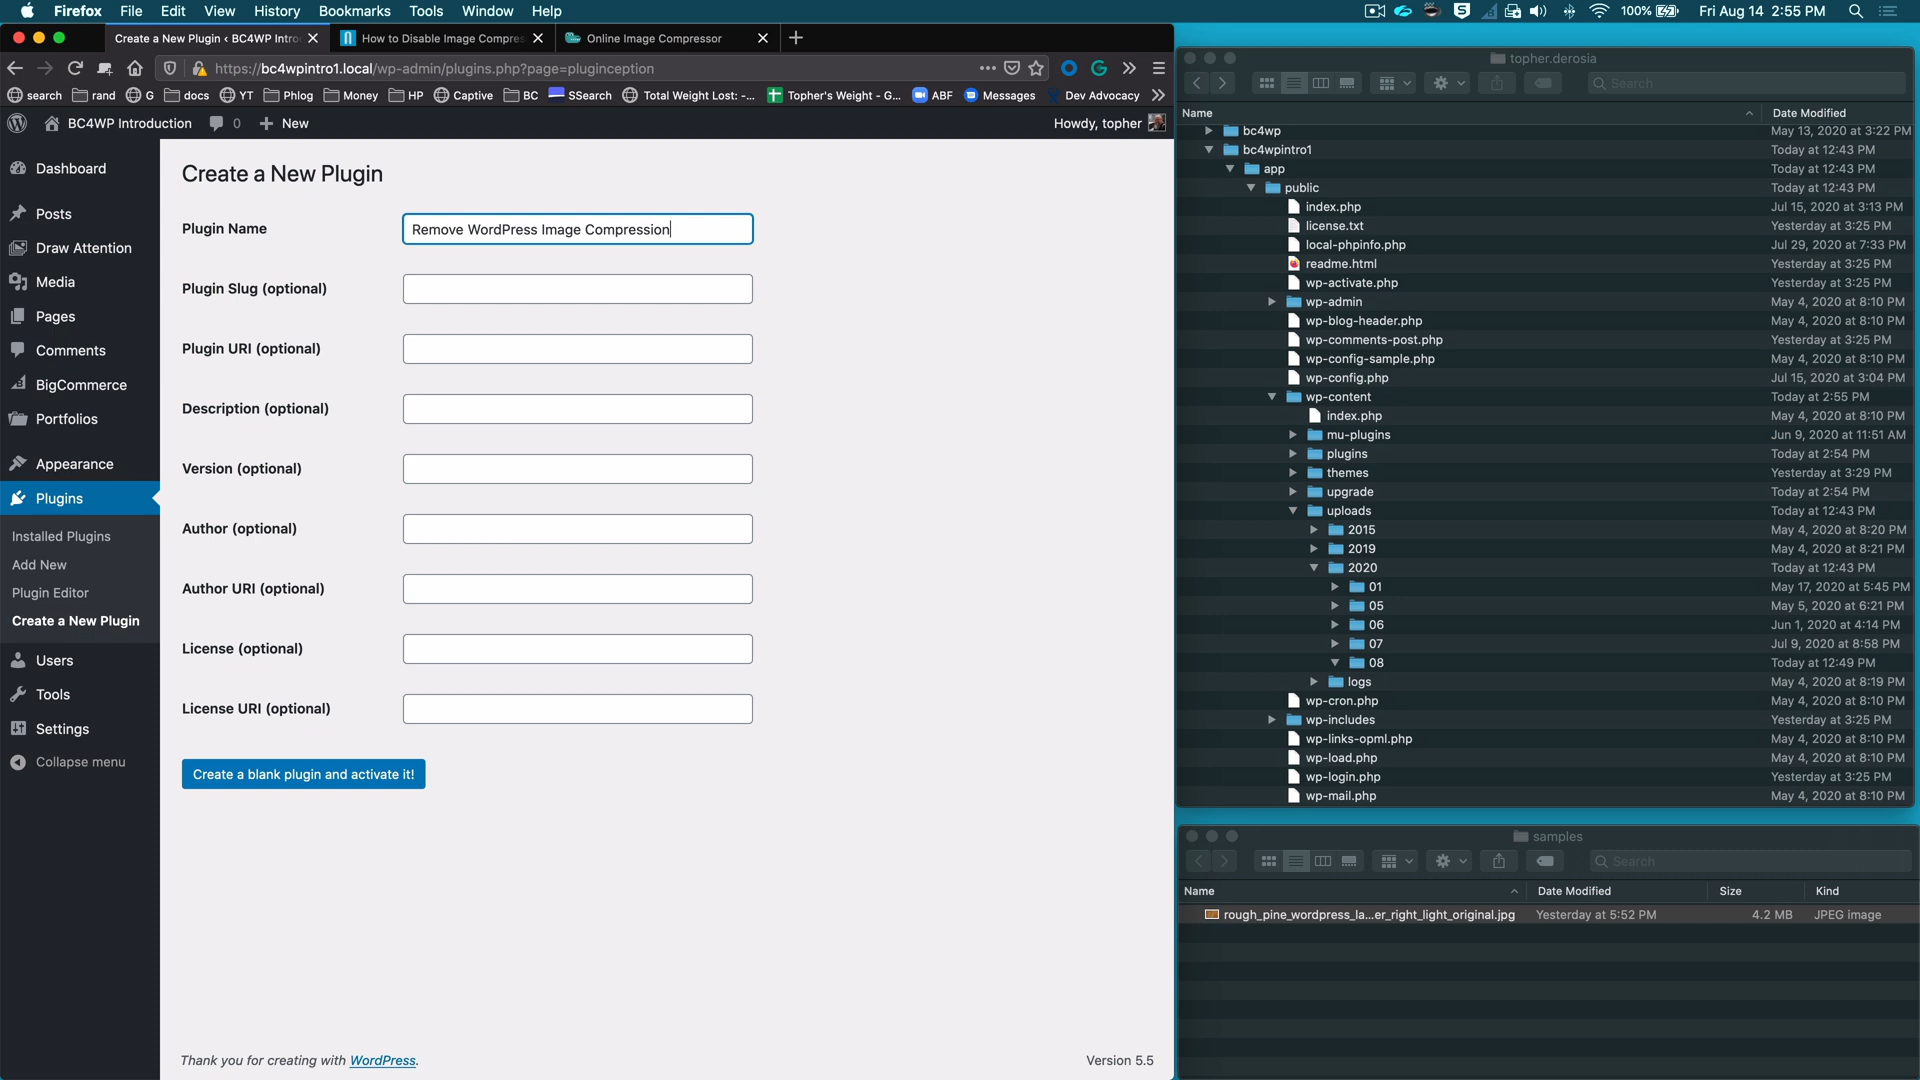 Firefox File Edit View History Bookmarks Tools Window Help 100% Fri Aug 14 2:55 PM
Create a New Plugin ‹ BC4WP Intro How to Disable Image Compres Online Image Compressor
https://bc4wpintro1.local/wp-admin/plugins.php?page=pluginception
search rand G docs YT Phlog Money HP Captive BC SSearch Total Weight Lost: -... Topher's Weight - G... ABF Messages Dev Advocacy
BC4WP Introduction 0 New Howdy, topher
Dashboard
Posts
Draw Attention
Media
Pages
Comments
BigCommerce
Portfolios
Appearance
Plugins
Installed Plugins
Add New
Plugin Editor
Create a New Plugin
Users
Tools
Settings
Collapse menu
Create a New Plugin
Plugin Name Remove WordPress Image Compression
Plugin Slug (optional)
Plugin URI (optional)
Description (optional)
Version (optional)
Author (optional)
Author URI (optional)
License (optional)
License URI (optional)
Create a blank plugin and activate it!
Thank you for creating with WordPress. Version 5.5
topher.derosia
Search
Name Date Modified
bc4wp May 13, 2020 at 3:22 PM
bc4wpintro1 Today at 12:43 PM
app Today at 12:43 PM
public Today at 12:43 PM
index.php Jul 15, 2020 at 3:13 PM
license.txt Yesterday at 3:25 PM
local-phpinfo.php Jul 29, 2020 at 7:33 PM
readme.html Yesterday at 3:25 PM
wp-activate.php Yesterday at 3:25 PM
wp-admin May 4, 2020 at 8:10 PM
wp-blog-header.php May 4, 2020 at 8:10 PM
wp-comments-post.php Yesterday at 3:25 PM
wp-config-sample.php May 4, 2020 at 8:10 PM
wp-config.php Jul 15, 2020 at 3:04 PM
wp-content Today at 2:55 PM
index.php May 4, 2020 at 8:10 PM
mu-plugins Jun 9, 2020 at 11:51 AM
plugins Today at 2:54 PM
themes Yesterday at 3:29 PM
upgrade Today at 2:54 PM
uploads Today at 12:43 PM
2015 May 4, 2020 at 8:20 PM
2019 May 4, 2020 at 8:21 PM
2020 Today at 12:43 PM
01 May 17, 2020 at 5:45 PM
05 May 5, 2020 at 6:21 PM
06 Jun 1, 2020 at 4:14 PM
07 Jul 9, 2020 at 8:58 PM
08 Today at 12:49 PM
logs May 4, 2020 at 8:19 PM
wp-cron.php May 4, 2020 at 8:10 PM
wp-includes Yesterday at 3:25 PM
wp-links-opml.php May 4, 2020 at 8:10 PM
wp-load.php May 4, 2020 at 8:10 PM
wp-login.php Yesterday at 3:25 PM
wp-mail.php May 4, 2020 at 8:10 PM
samples
Search
Name Date Modified Size Kind
rough_pine_wordpress_la...er_right_light_original.jpg Yesterday at 5:52 PM 4.2 MB JPEG image